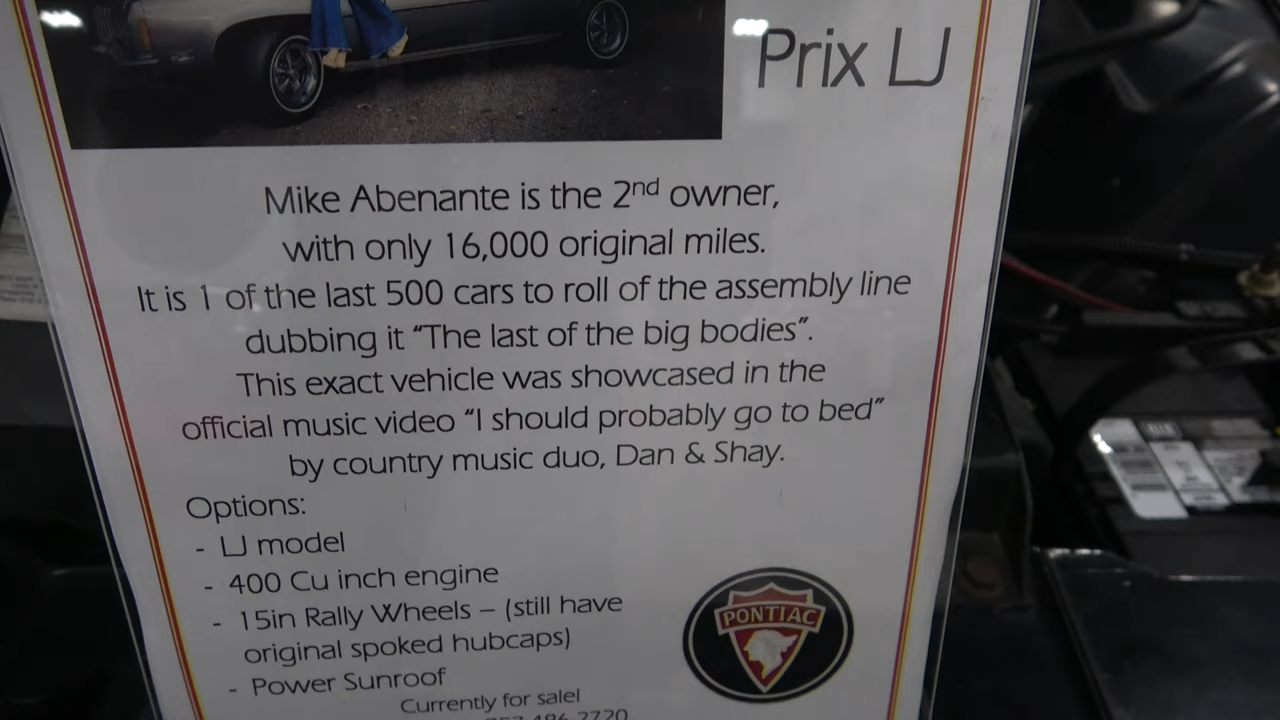 Prix LJ
Mike Abenante is the 2nd owner,
with only 16,000 original miles.
It is 1 of the last 500 cars to roll of the assembly line
dubbing it “The last of the big bodies”.
This exact vehicle was showcased in the
official music video “I should probably go to bed”
by country music duo, Dan & Shay.
Options:
- LJ model
- 400 Cu inch engine
- 15in Rally Wheels – (still have
original spoked hubcaps)
- Power Sunroof
PONTIAC
Currently for sale!